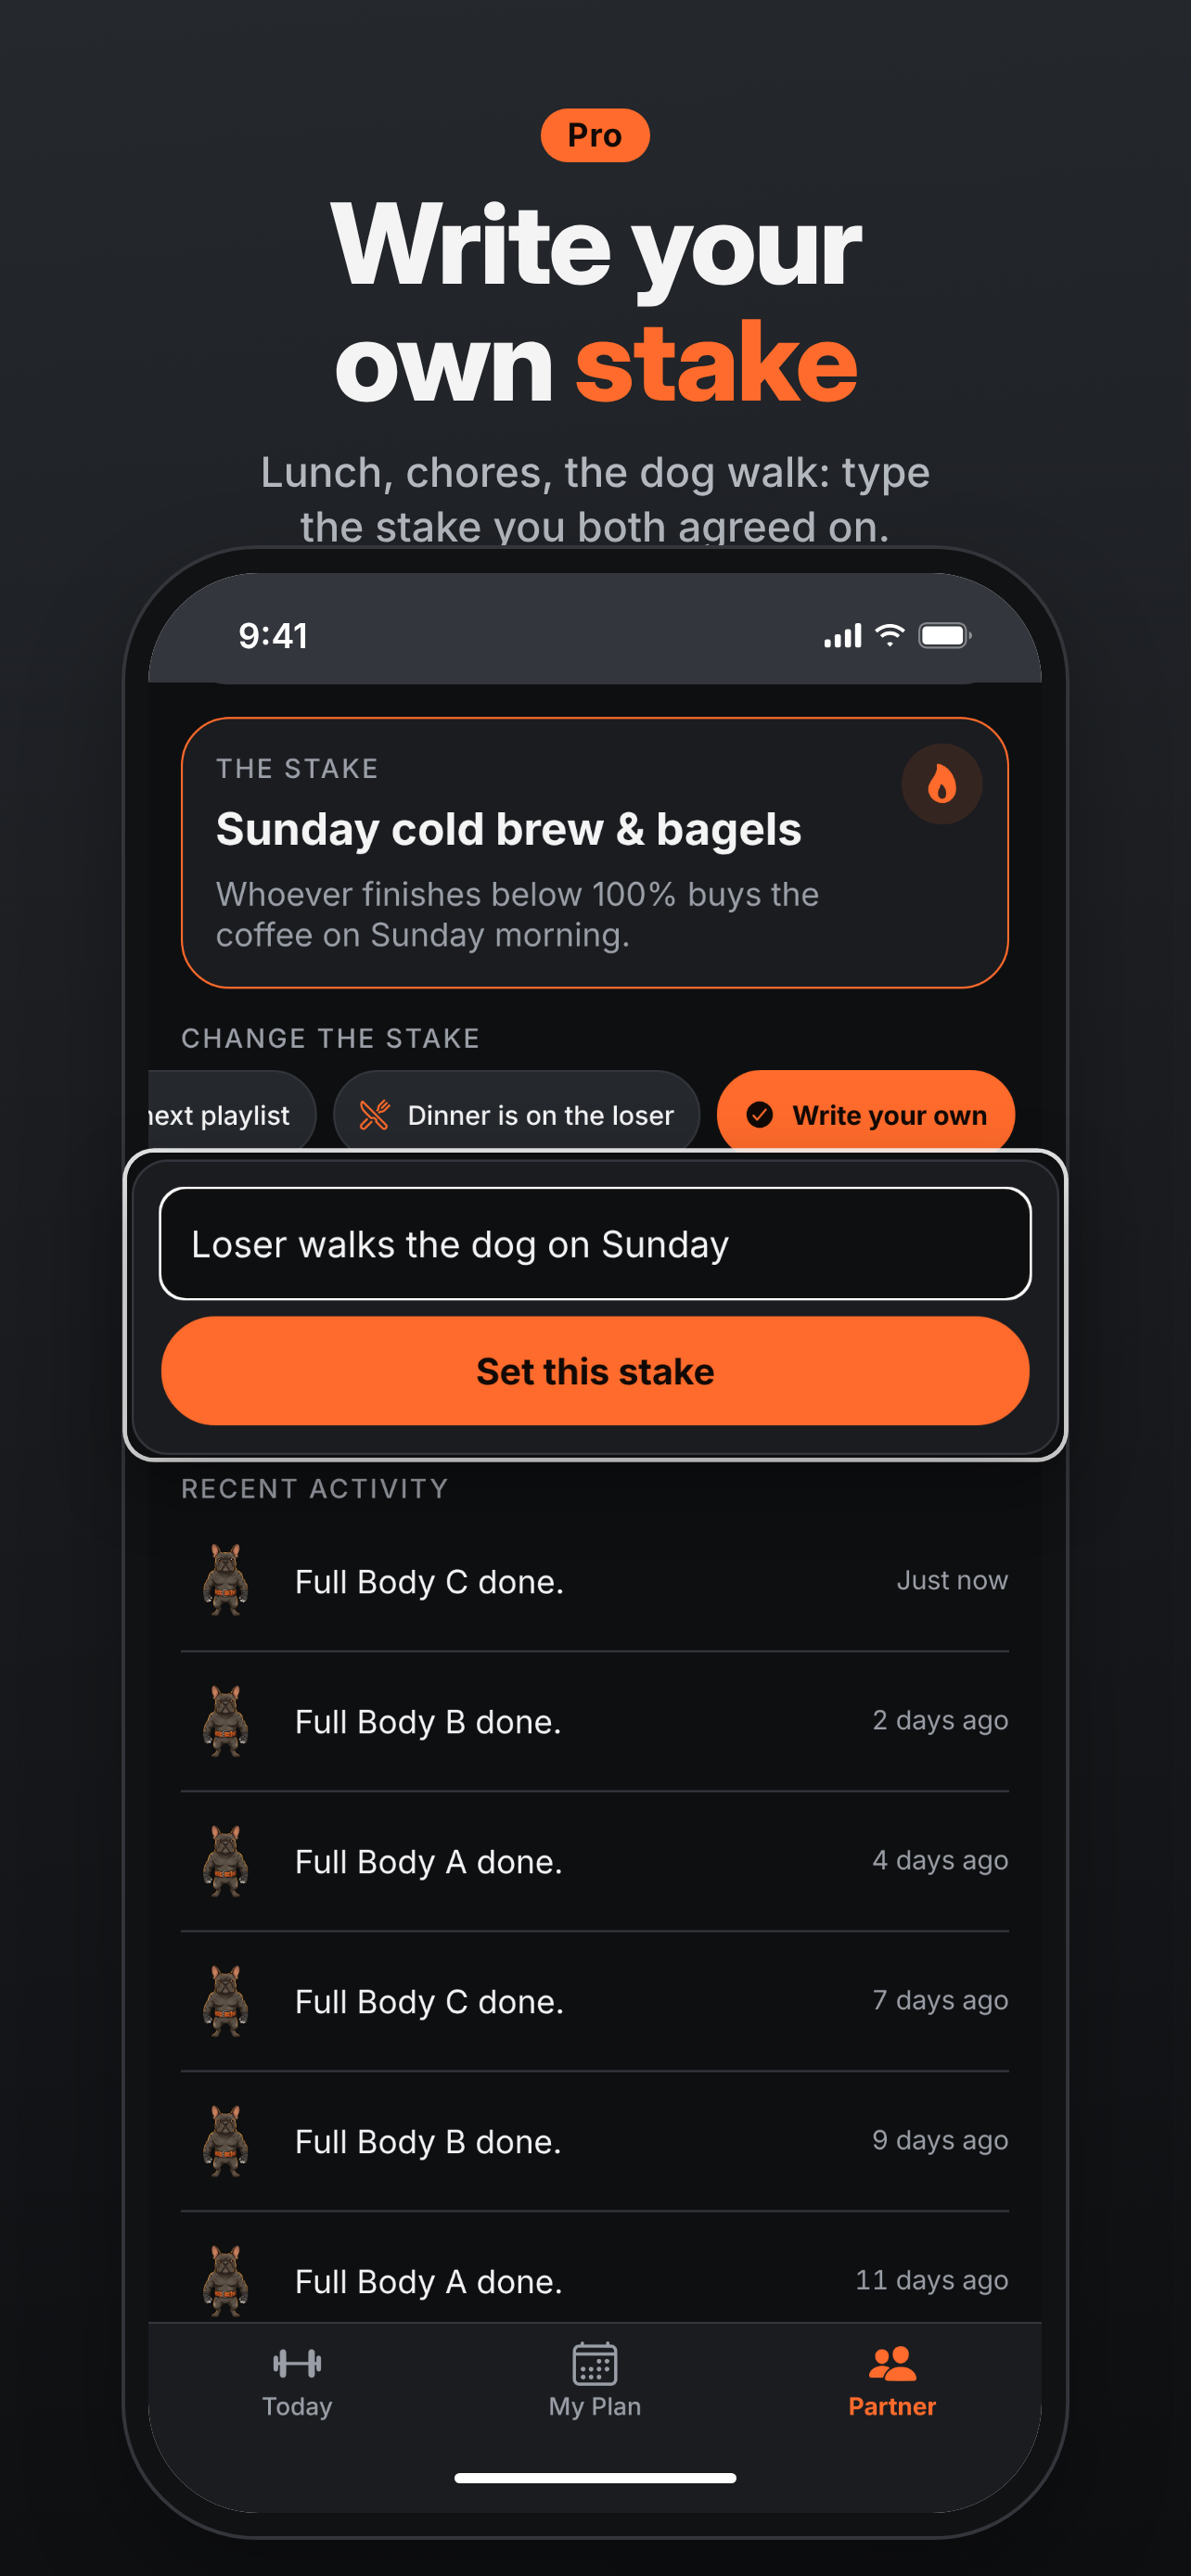 Pro
Write your
own stake
Lunch, chores, the dog walk: type
the stake you both agreed on.
9:41
THE STAKE
Sunday cold brew & bagels
Whoever finishes below 100% buys the
coffee on Sunday morning.
CHANGE THE STAKE
next playlist
Dinner is on the loser
Write your own
Loser walks the dog on Sunday
Set this stake
RECENT ACTIVITY
Full Body C done.
Just now
Full Body B done.
2 days ago
Full Body A done.
4 days ago
Full Body C done.
7 days ago
Full Body B done.
9 days ago
Full Body A done.
11 days ago
Today
My Plan
Partner